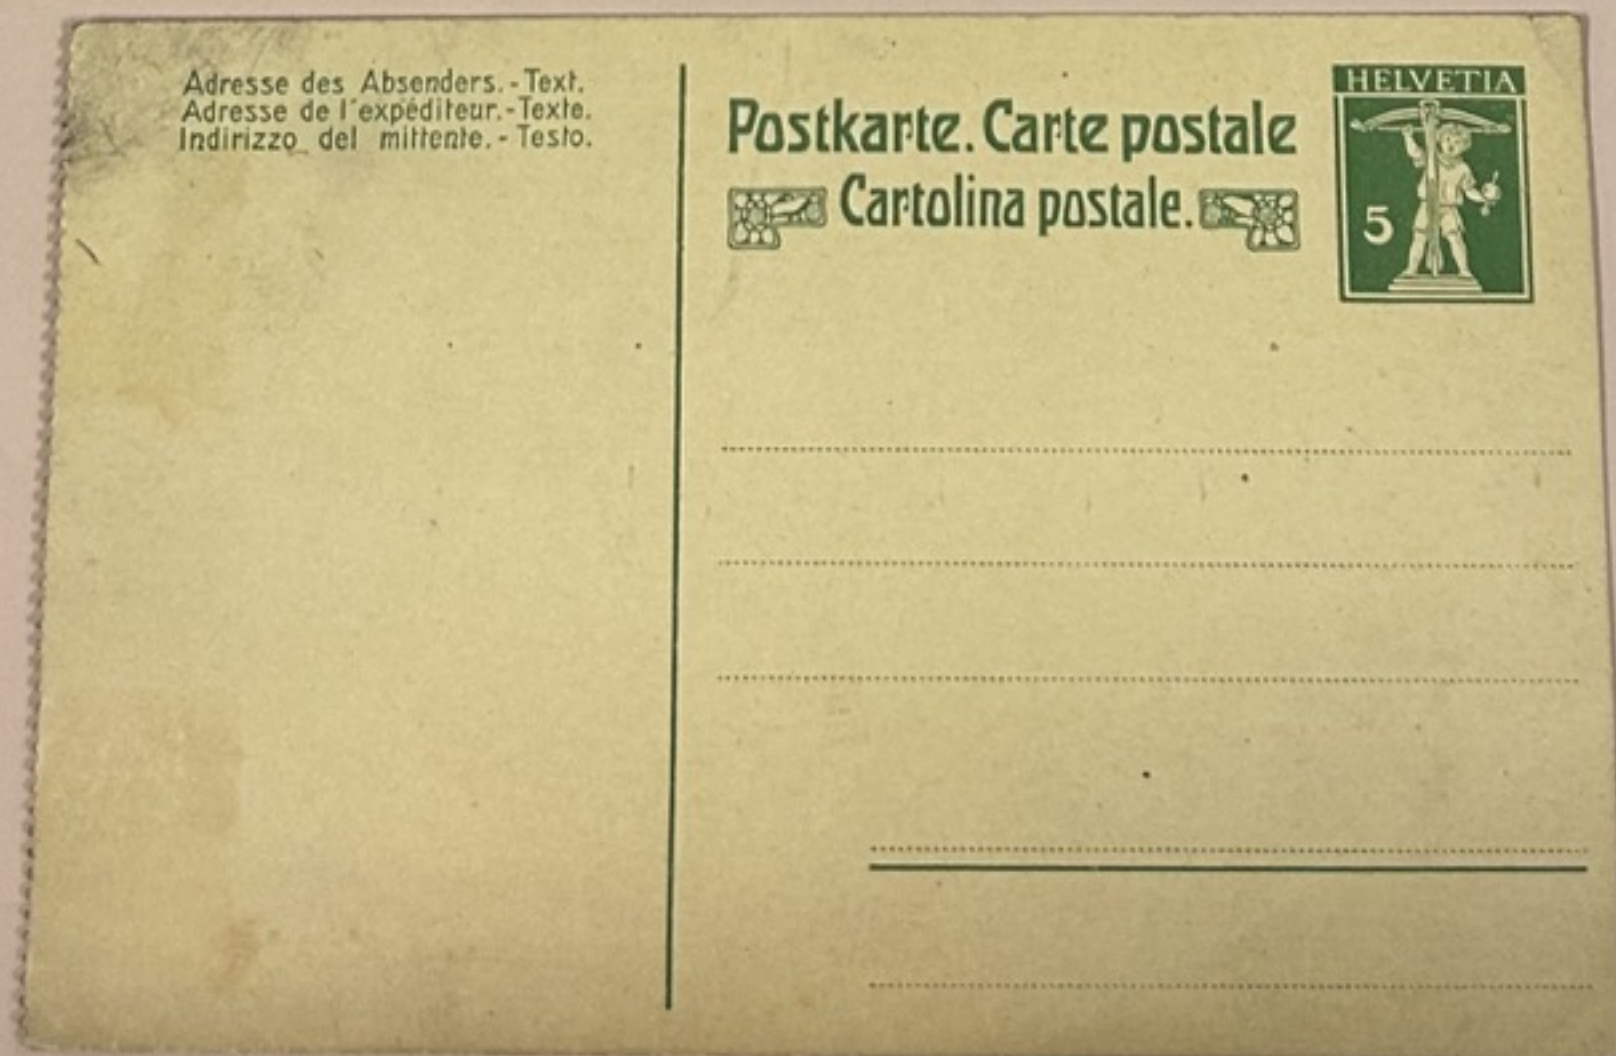 Adresse des Absenders.-Text.
Adresse de l'expéditeur.-Texte.
Indirizzo del mittente.-Testo.
Postkarte. Carte postale
Cartolina postale.
HELVETIA
5